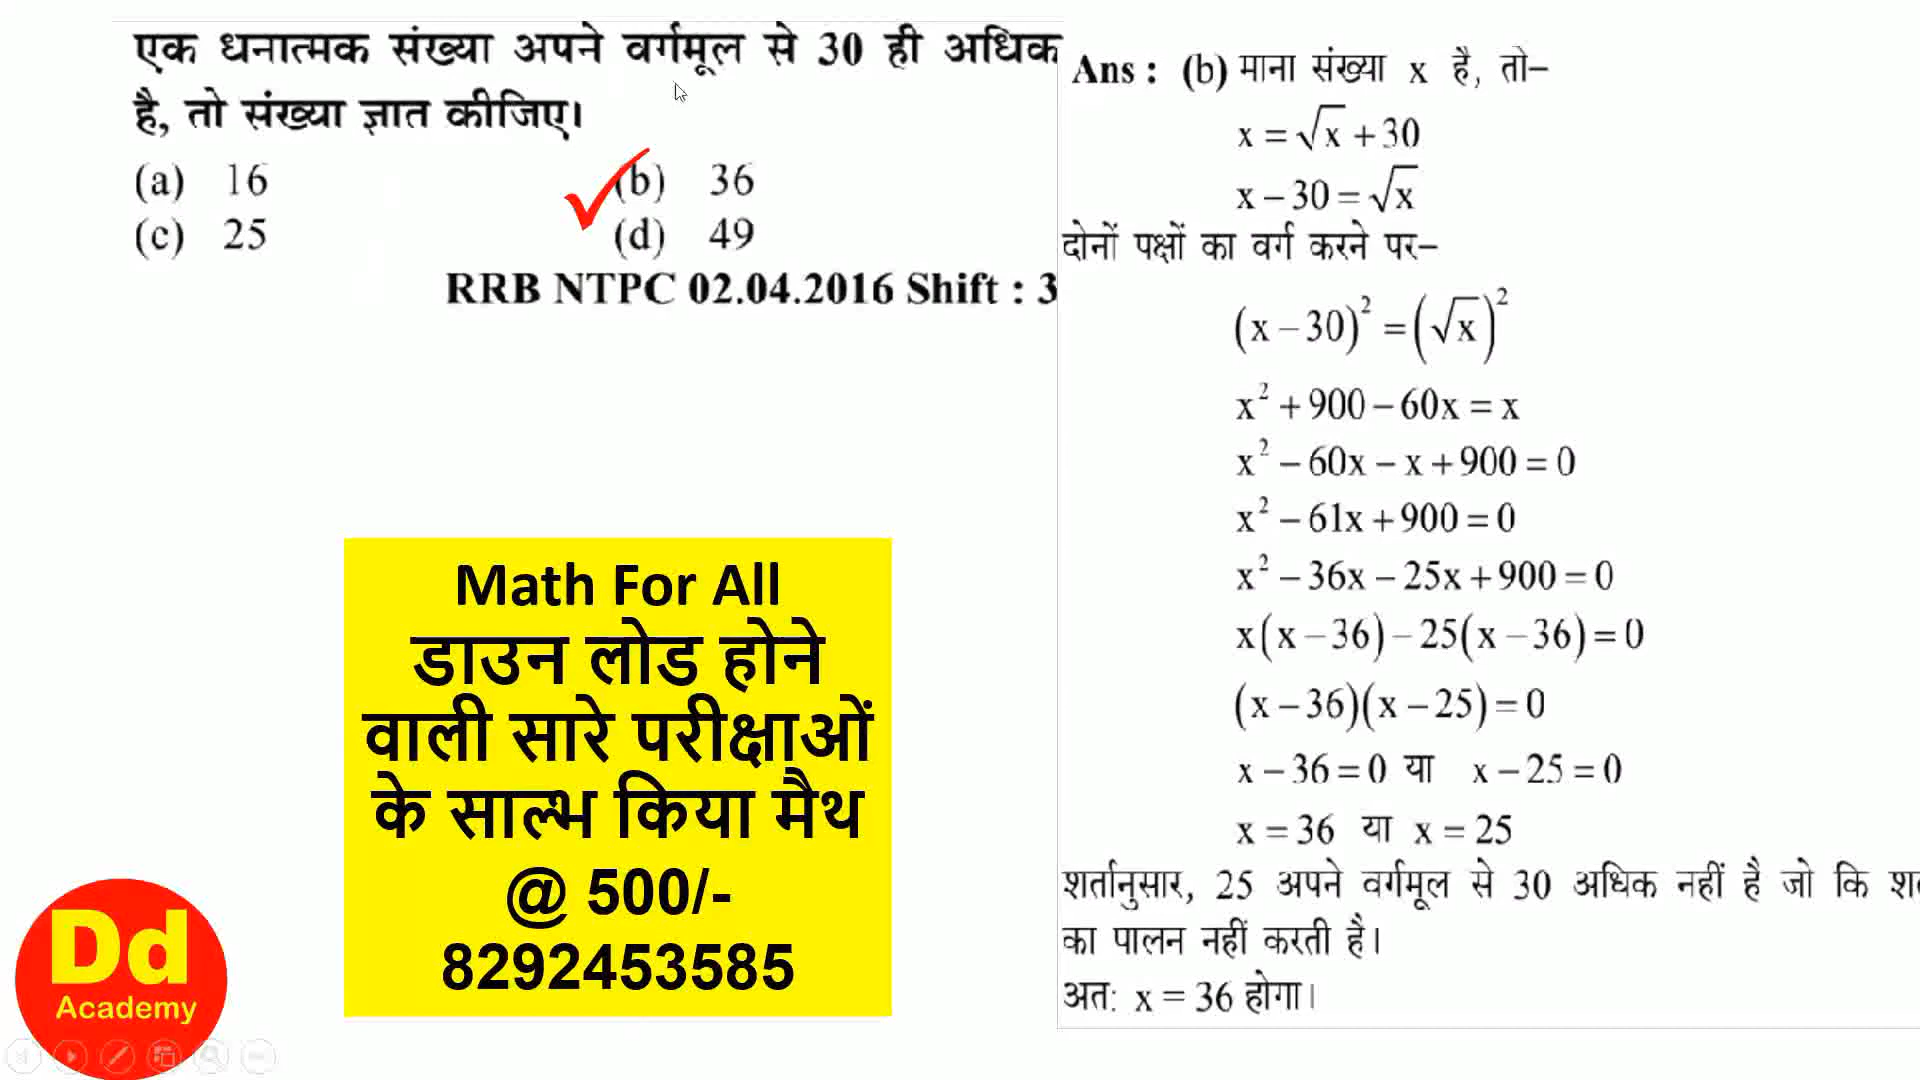 एक धनात्मक संख्या अपने वर्गमूल से 30 ही अधिक
है, तो संख्या ज्ञात कीजिए।
(a) 16 (b) 36
(c) 25 (d) 49
RRB NTPC 02.04.2016 Shift : 3
Ans : (b) माना संख्या x है, तो–
x = √x + 30
x – 30 = √x
दोनों पक्षों का वर्ग करने पर–
(x – 30)² = (√x)²
x² + 900 – 60x = x
x² – 60x – x + 900 = 0
x² – 61x + 900 = 0
x² – 36x – 25x + 900 = 0
x(x – 36) – 25(x – 36) = 0
(x – 36)(x – 25) = 0
x – 36 = 0 या x – 25 = 0
x = 36 या x = 25
शर्तानुसार, 25 अपने वर्गमूल से 30 अधिक नहीं है जो कि
का पालन नहीं करती है।
अत: x = 36 होगा।
Math For All
डाउन लोड होने
वाली सारे परीक्षाओं
के साल्भ किया मैथ
@ 500/-
8292453585
Dd
Academy